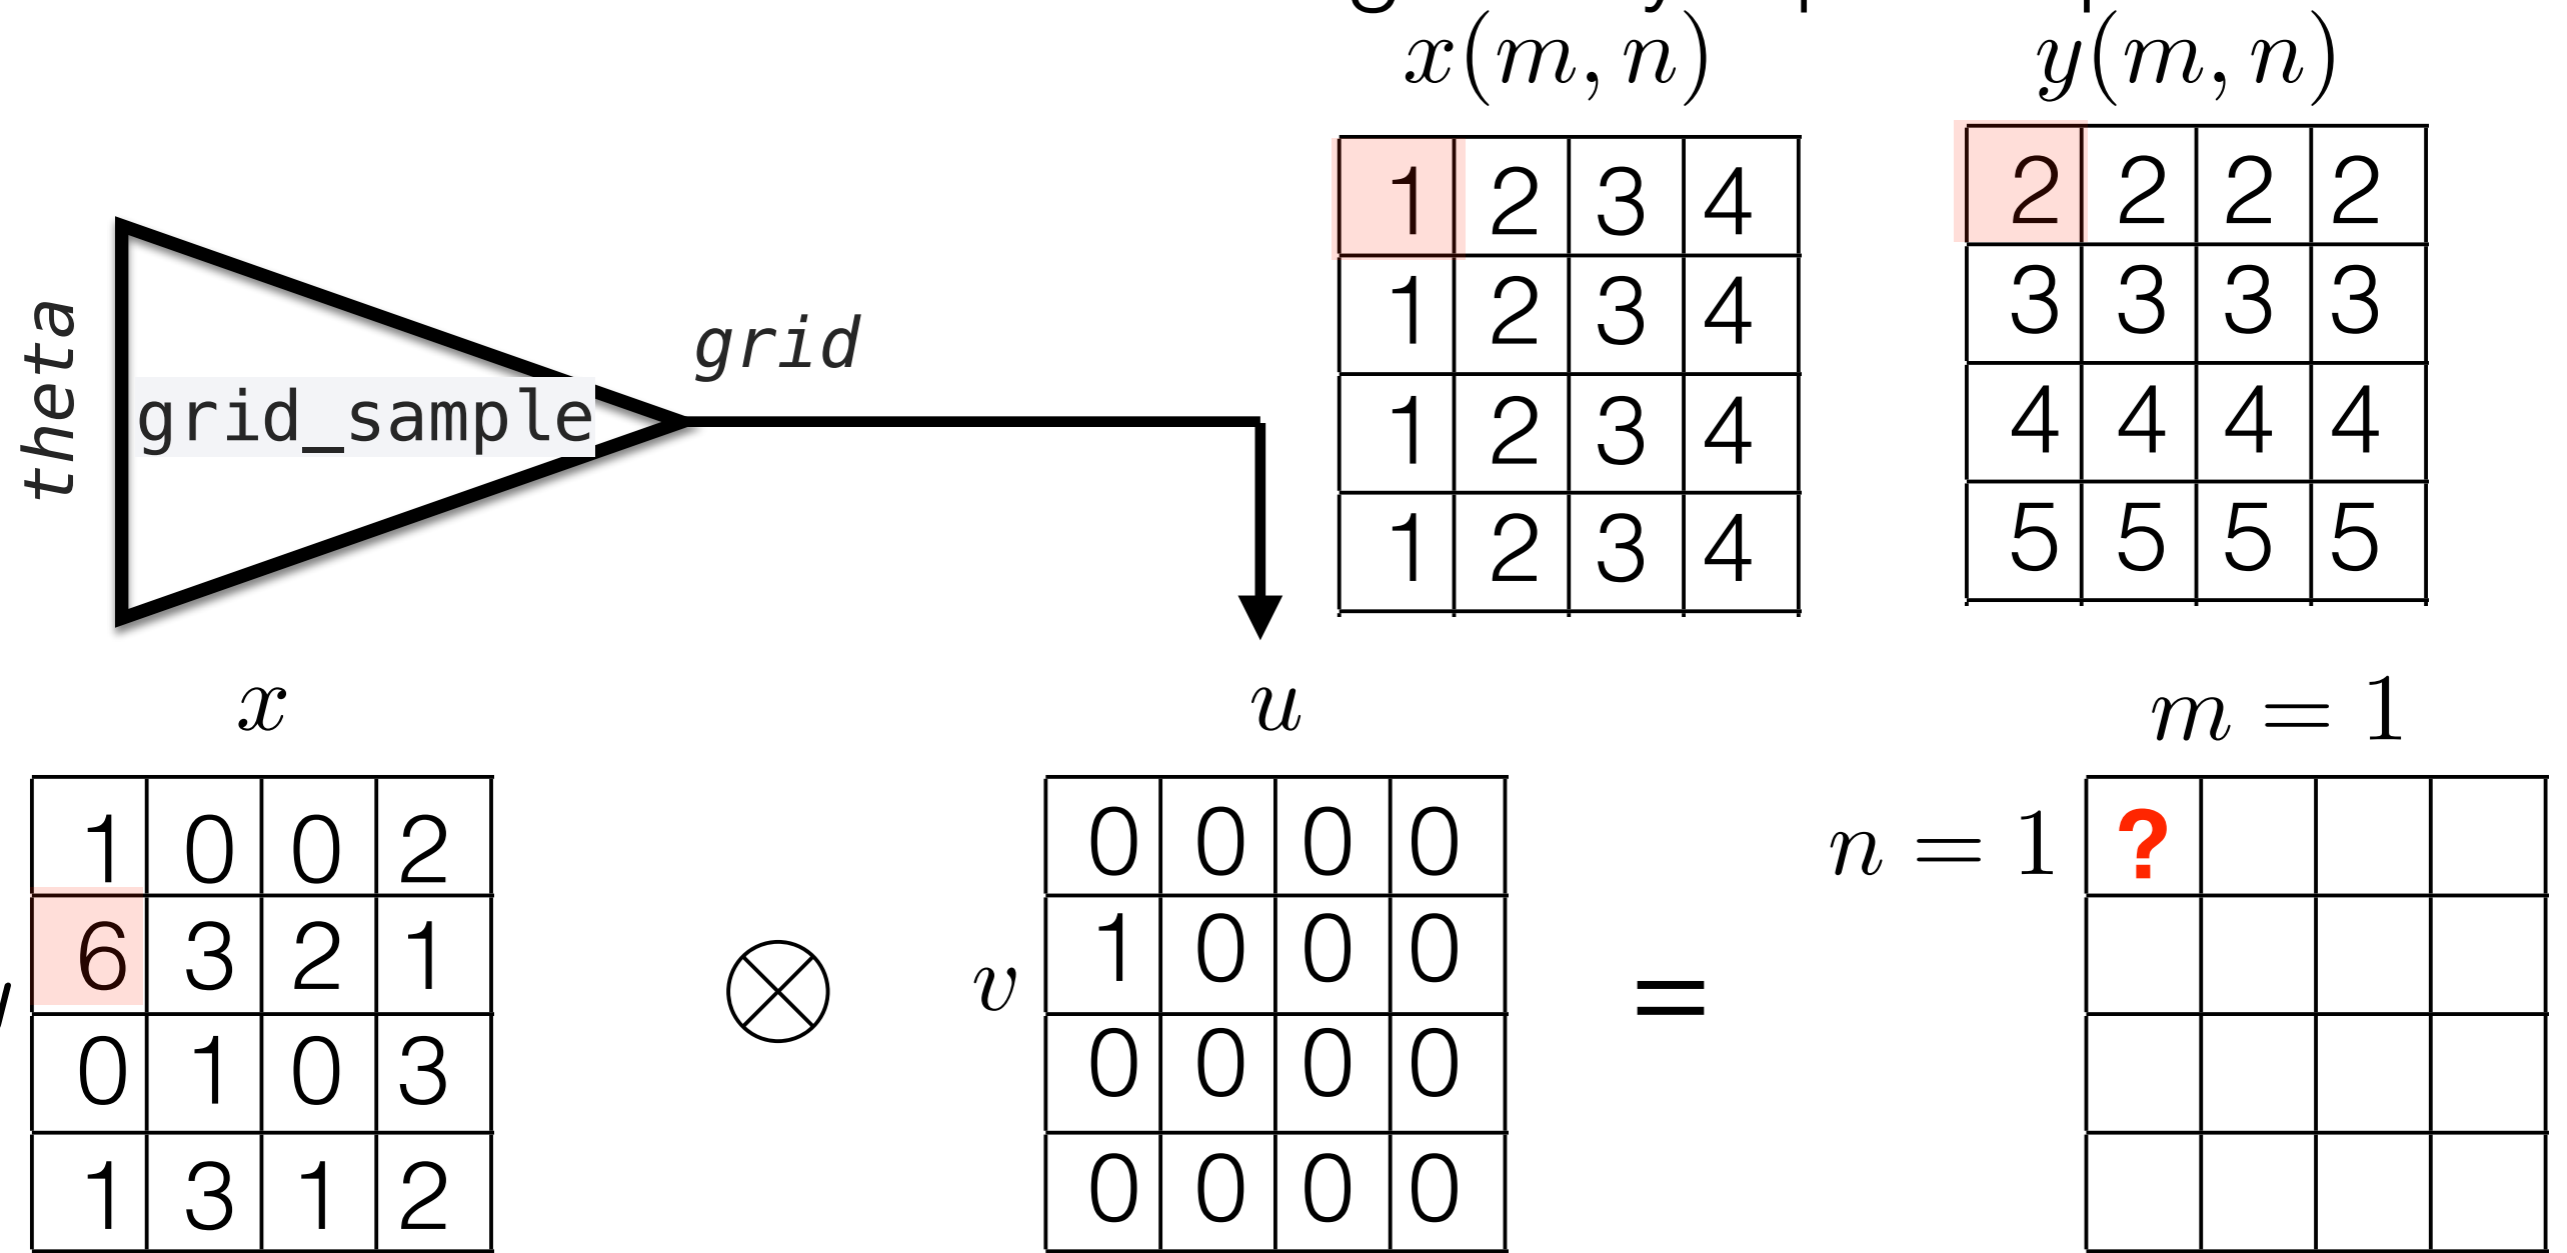 x(m, n) y(m, n)
1 2 3 4
1 2 3 4
1 2 3 4
1 2 3 4
2 2 2 2
3 3 3 3
4 4 4 4
5 5 5 5
theta
grid_sample
grid
x
1 0 0 2
6 3 2 1
0 1 0 3
1 3 1 2
⊗
u
v
0 0 0 0
1 0 0 0
0 0 0 0
0 0 0 0
=
m = 1
n = 1
?